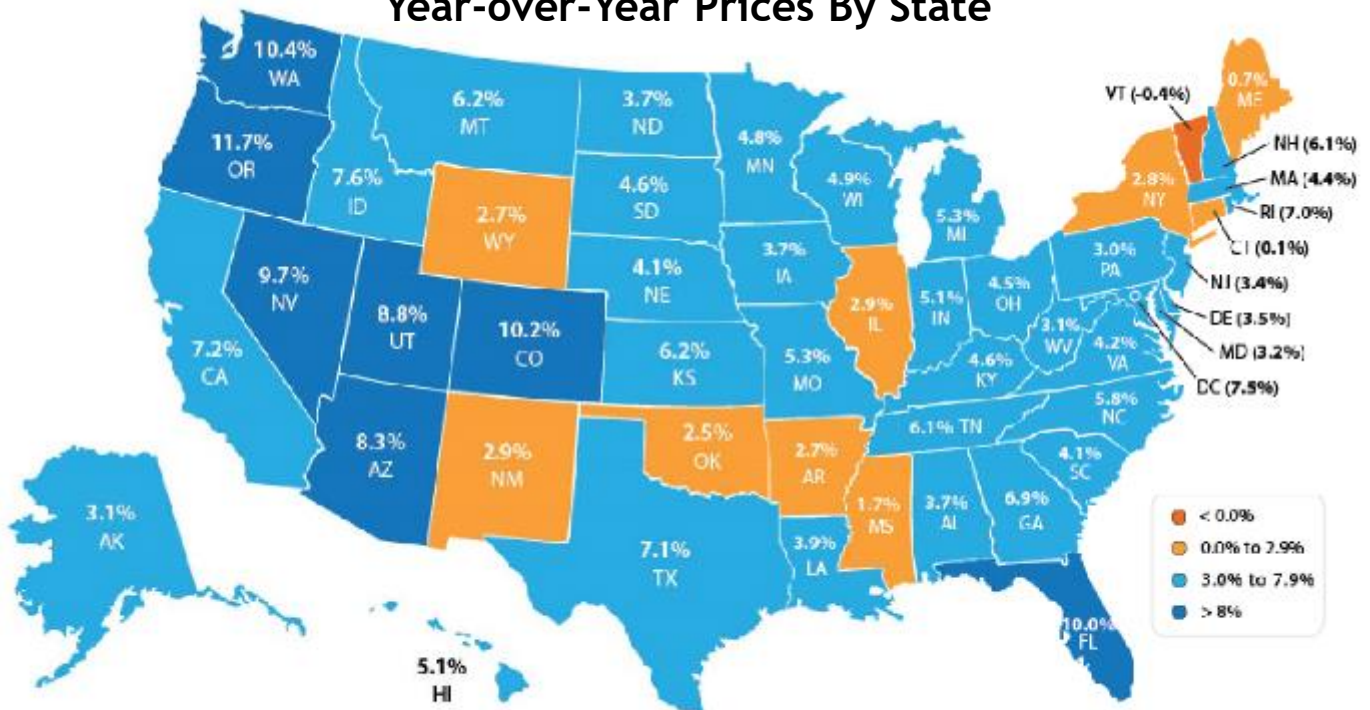 Year-over-Year Prices By State
10.4%
WA
11.7%
OR
7.6%
ID
6.2%
MT
3.7%
ND
4.8%
MN
4.9%
WI
5.3%
MI
VT (-0.4%)
0.7%
ME
NH (6.1%)
MA (4.4%)
RI (7.0%)
CT (0.1%)
NJ (3.4%)
DE (3.5%)
MD (3.2%)
DC (7.5%)
2.8%
NY
3.0%
PA
4.6%
SD
2.7%
WY
9.7%
NV
8.8%
UT
10.2%
CO
4.1%
NE
3.7%
IA
2.9%
IL
5.1%
IN
4.5%
OH
3.1%
WV
4.2%
VA
7.2%
CA
6.2%
KS
5.3%
MO
4.6%
KY
5.8%
NC
6.1% TN
4.1%
SC
8.3%
AZ
2.9%
NM
2.5%
OK
2.7%
AR
1.7%
MS
3.7%
AL
6.9%
GA
3.1%
AK
7.1%
TX
3.9%
LA
10.0%
FL
5.1%
HI
< 0.0%
0.0% to 2.9%
3.0% to 7.9%
> 8%